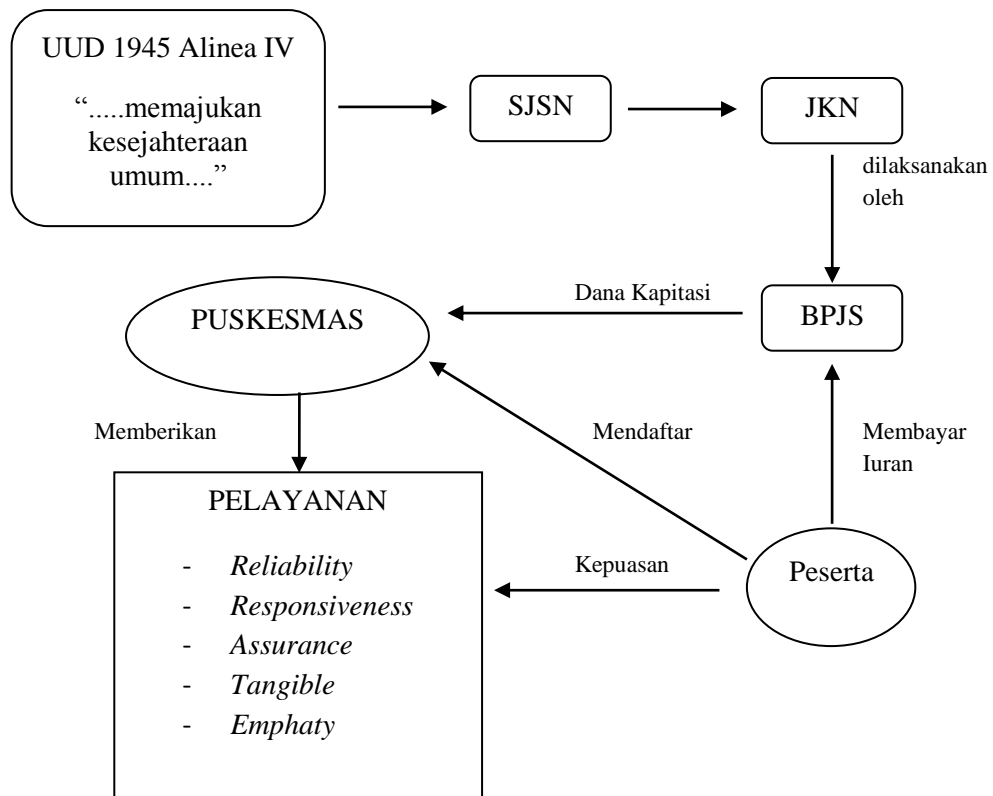 UUD 1945 Alinea IV
“.....memajukan
kesejahteraan
umum....”
SJSN
JKN
dilaksanakan
oleh
Dana Kapitasi
PUSKESMAS
BPJS
Memberikan
Mendaftar
Membayar
Iuran
PELAYANAN
- Reliability
- Responsiveness
- Assurance
- Tangible
- Emphaty
Kepuasan
Peserta